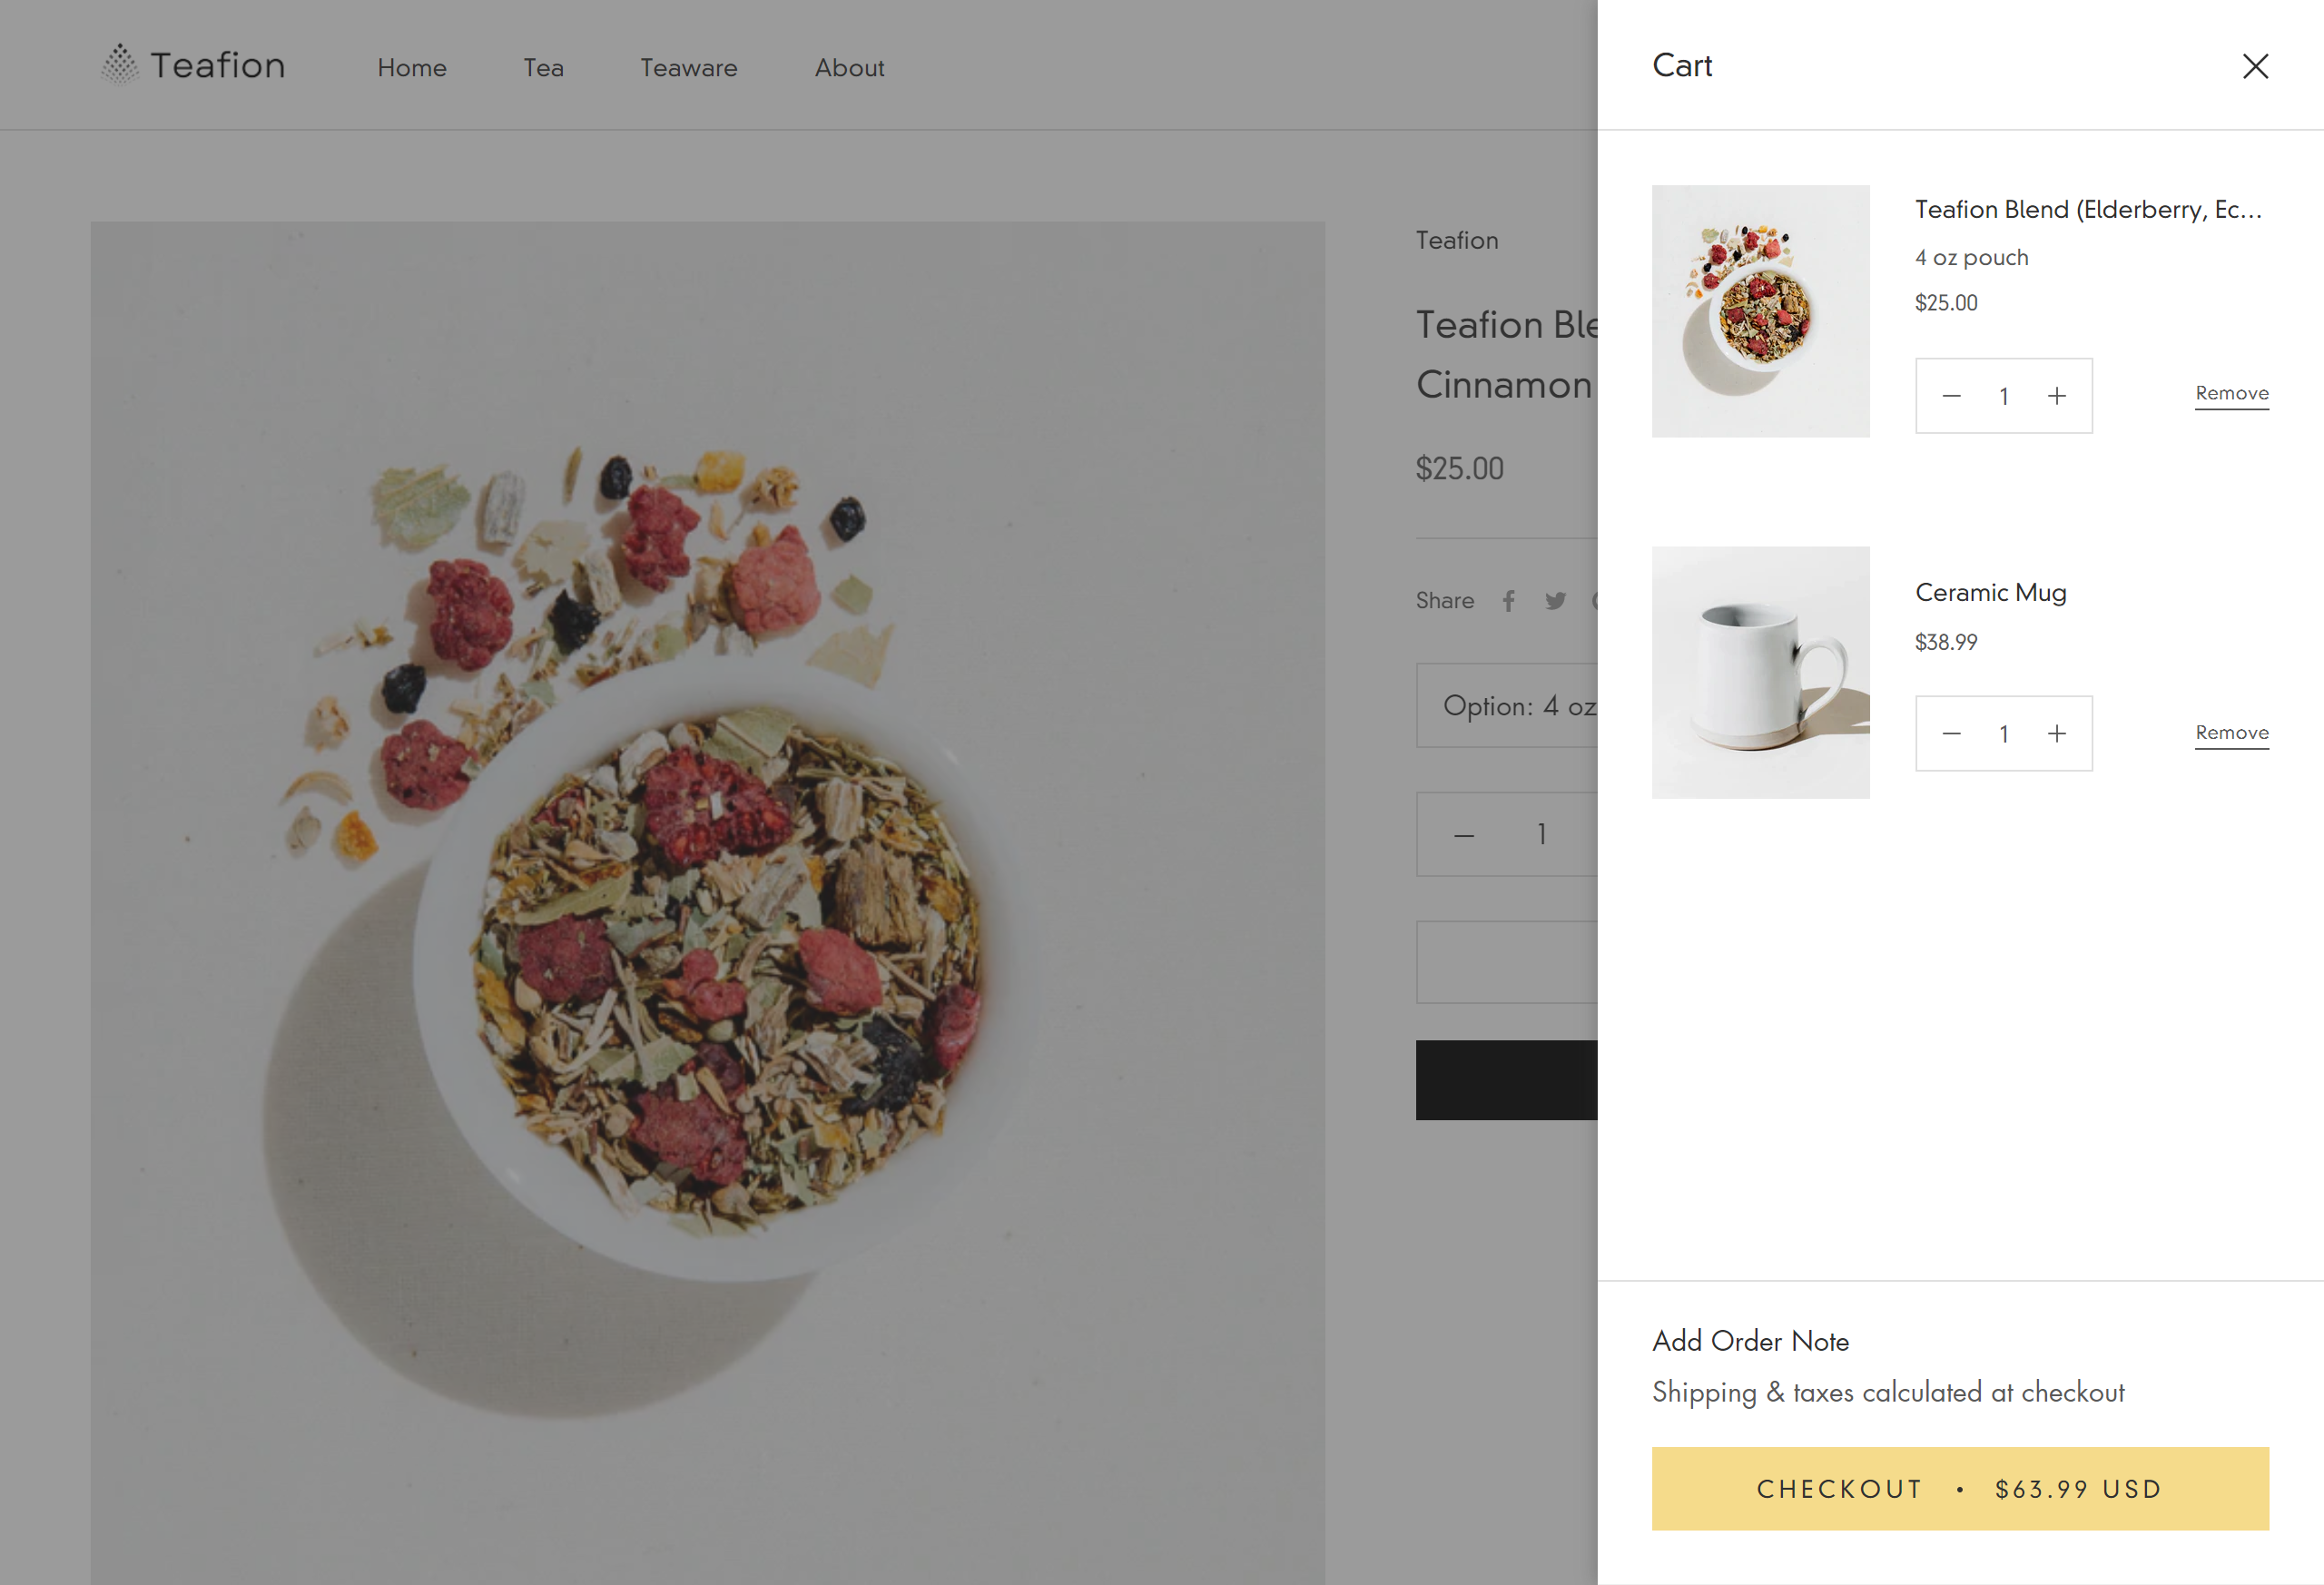 Teafion
Home
Tea
Teaware
About
Teafion
Teafion
Cinnamon
$25.00
Share
Option: 4 oz
1
Cart
Teafion Blend (Elderberry, Ec...
4 oz pouch
$25.00
1
Remove
Ceramic Mug
$38.99
1
Remove
Add Order Note
Shipping & taxes calculated at checkout
CHECKOUT • $63.99 USD